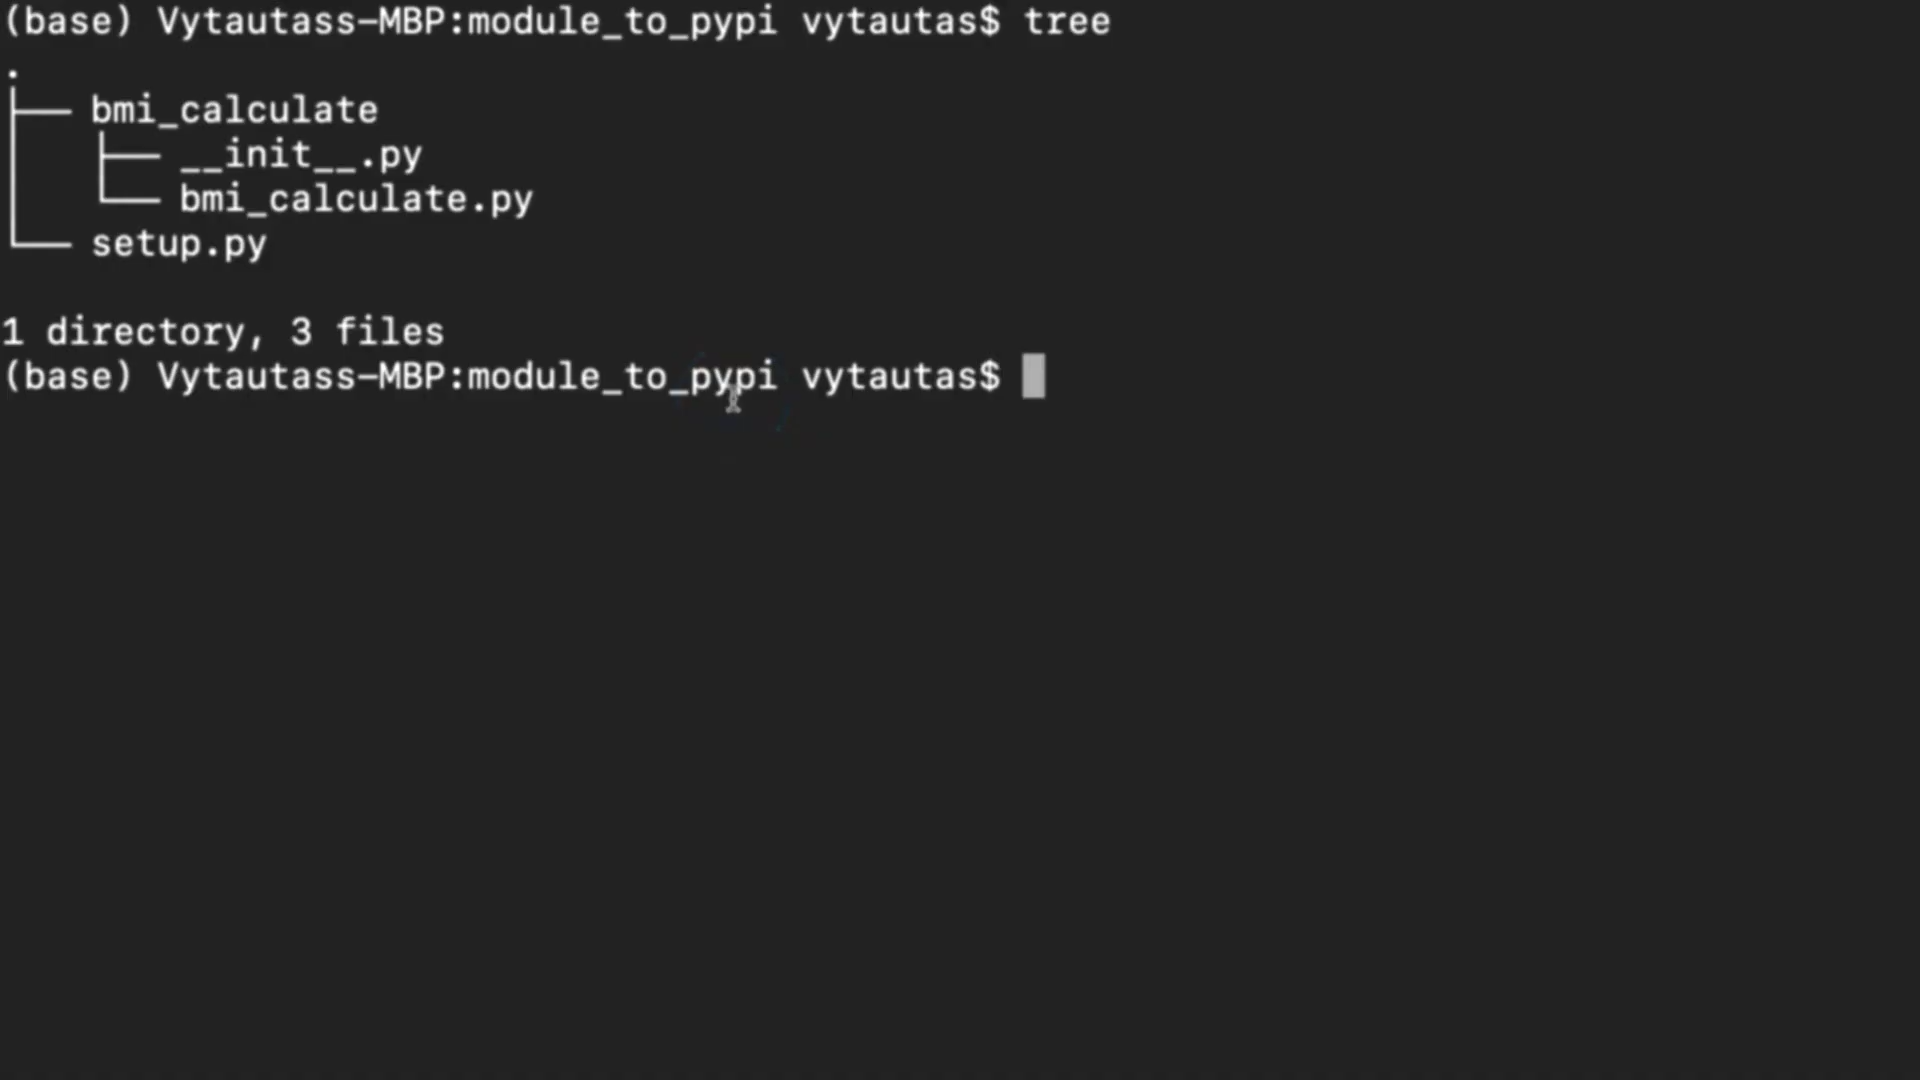 (base) Vytautass-MBP:module_to_pypi vytautas$ tree
.
├── bmi_calculate
│   ├── __init__.py
│   └── bmi_calculate.py
└── setup.py
1 directory, 3 files
(base) Vytautass-MBP:module_to_pypi vytautas$